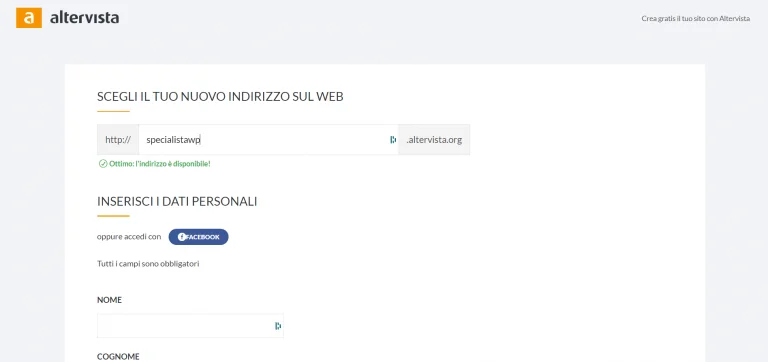 a altervista
Crea gratis il tuo sito con Altervista
SCEGLI IL TUO NUOVO INDIRIZZO SUL WEB
http:// specialistawp .altervista.org
Ottimo: l'indirizzo è disponibile!
INSERISCI I DATI PERSONALI
oppure accedi con FACEBOOK
Tutti i campi sono obbligatori
NOME
COGNOME